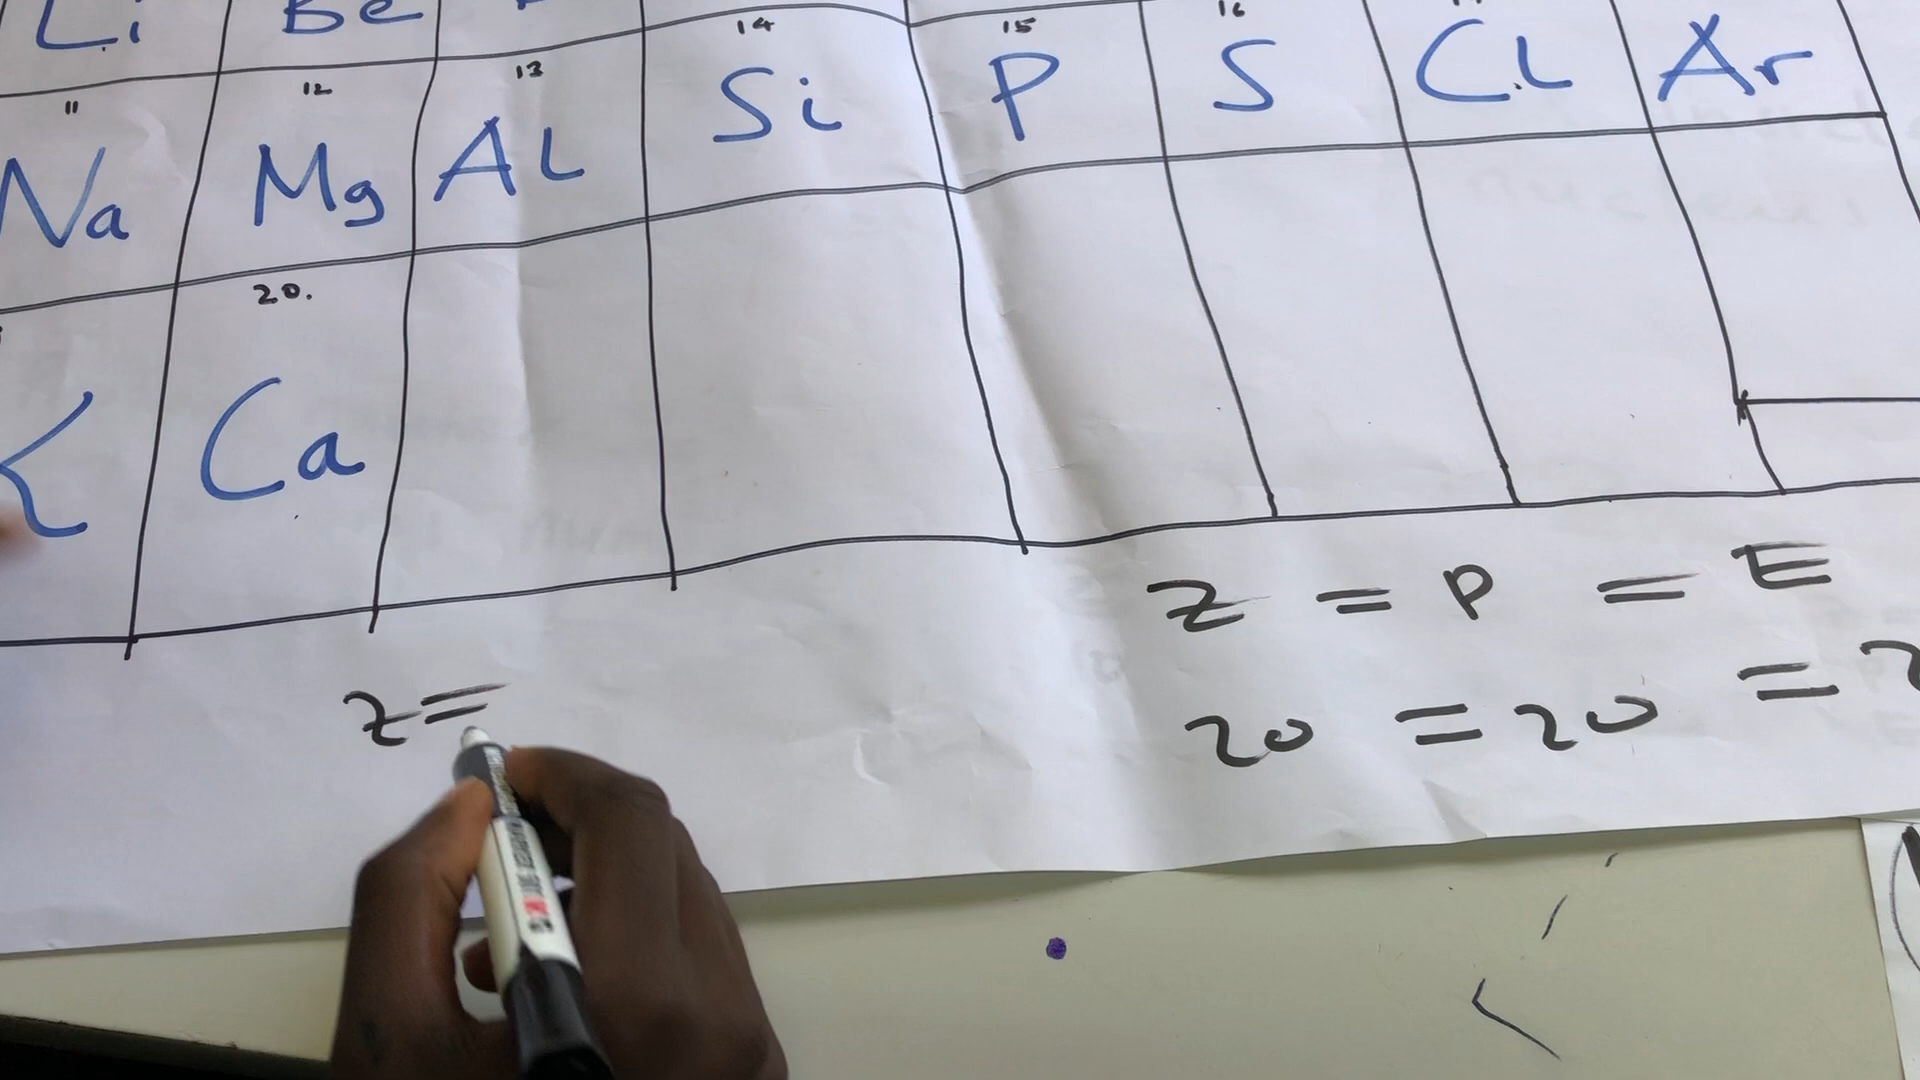 Li Be
14 15 16
11 12 13
Na Mg AL Si P S CL Ar
20.
Ca
Z = P = E
20 = 20 =
Z=